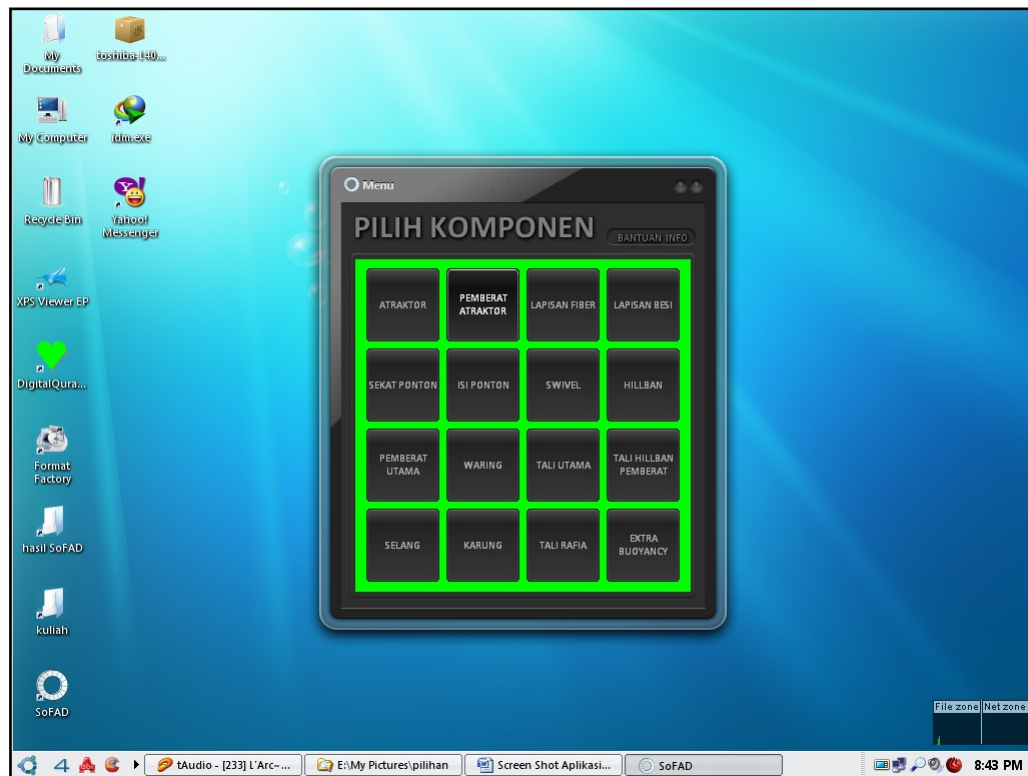 My
Documents
toshiba-L40...
My Computer
idm.exe
Recycle Bin
Yahoo!
Messenger
XPS Viewer EP
DigitalQura...
Format
Factory
hasil SoFAD
kuliah
SoFAD
Menu
PILIH KOMPONEN
BANTUAN INFO
ATRAKTOR
PEMBERAT
ATRAKTOR
LAPISAN FIBER
LAPISAN BESI
SEKAT PONTON
ISI PONTON
SWIVEL
HILLBAN
PEMBERAT
UTAMA
WARING
TALI UTAMA
TALI HILLBAN
PEMBERAT
SELANG
KARUNG
TALI RAFIA
EXTRA
BUOYANCY
File zone
Net zone
4
tAudio - [233] L'Arc~...
E:\My Pictures\pilihan
Screen Shot Aplikasi...
SoFAD
8:43 PM